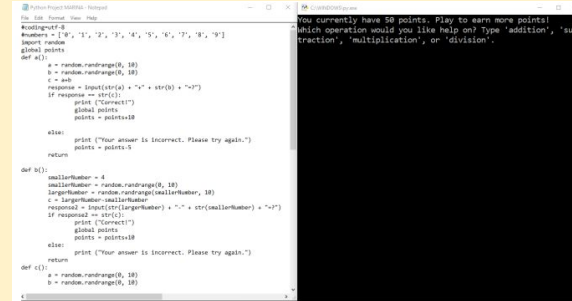 Python Project MARINA - Notepad
File Edit Format View Help
#coding=utf-8
#numbers = ['0', '1', '2', '3', '4', '5', '6', '7', '8', '9']
import random
global points
def a():
a = random.randrange(0, 10)
b = random.randrange(0, 10)
c = a+b
response = input(str(a) + "+" + str(b) + "=?")
if response == str(c):
print ("Correct!")
global points
points = points+10
else:
print ("Your answer is incorrect. Please try again.")
points = points-5
return
def b():
smallerNumber = 4
smallerNumber = random.randrange(0, 10)
largerNumber = random.randrange(smallerNumber, 10)
c = largerNumber-smallerNumber
response2 = input(str(largerNumber) + "-" + str(smallerNumber) + "=?")
if response2 == str(c):
print ("Correct!")
global points
points = points+10
else:
print ("Your answer is incorrect. Please try again.")
return
def c():
a = random.randrange(0, 10)
b = random.randrange(0, 10)
C:\WINDOWS\py.exe
You currently have 50 points. Play to earn more points!
Which operation would you like help on? Type 'addition', 'su
traction', 'multiplication', or 'division'.